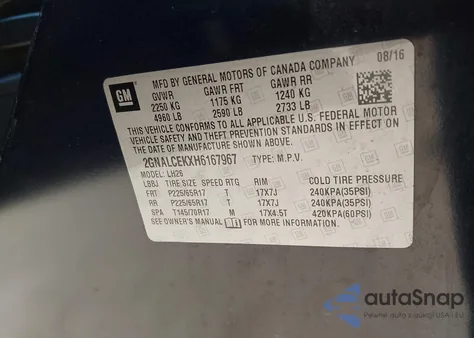 GM
MFD BY GENERAL MOTORS OF CANADA COMPANY 08/16
GVWR GAWR FRT GAWR RR
2250 KG 1175 KG 1240 KG
4960 LB 2590 LB 2733 LB
THIS VEHICLE CONFORMS TO ALL APPLICABLE U.S. FEDERAL MOTOR
VEHICLE SAFETY AND THEFT PREVENTION STANDARDS IN EFFECT ON
THE DATE OF MANUFACTURE SHOWN ABOVE.
2GNALCEKXH6167967 TYPE: M.P.V.
MODEL: LH26
LBBJ TIRE SIZE SPEED RTG RIM COLD TIRE PRESSURE
FRT: P225/65R17 T 17X7J 240KPA(35PSI)
RR: P225/65R17 T 17X7J 240KPA(35PSI)
SPA T145/70R17 M 17X4.5T 420KPA(60PSI)
SEE OWNER'S MANUAL FOR MORE INFORMATION.
autoSnap